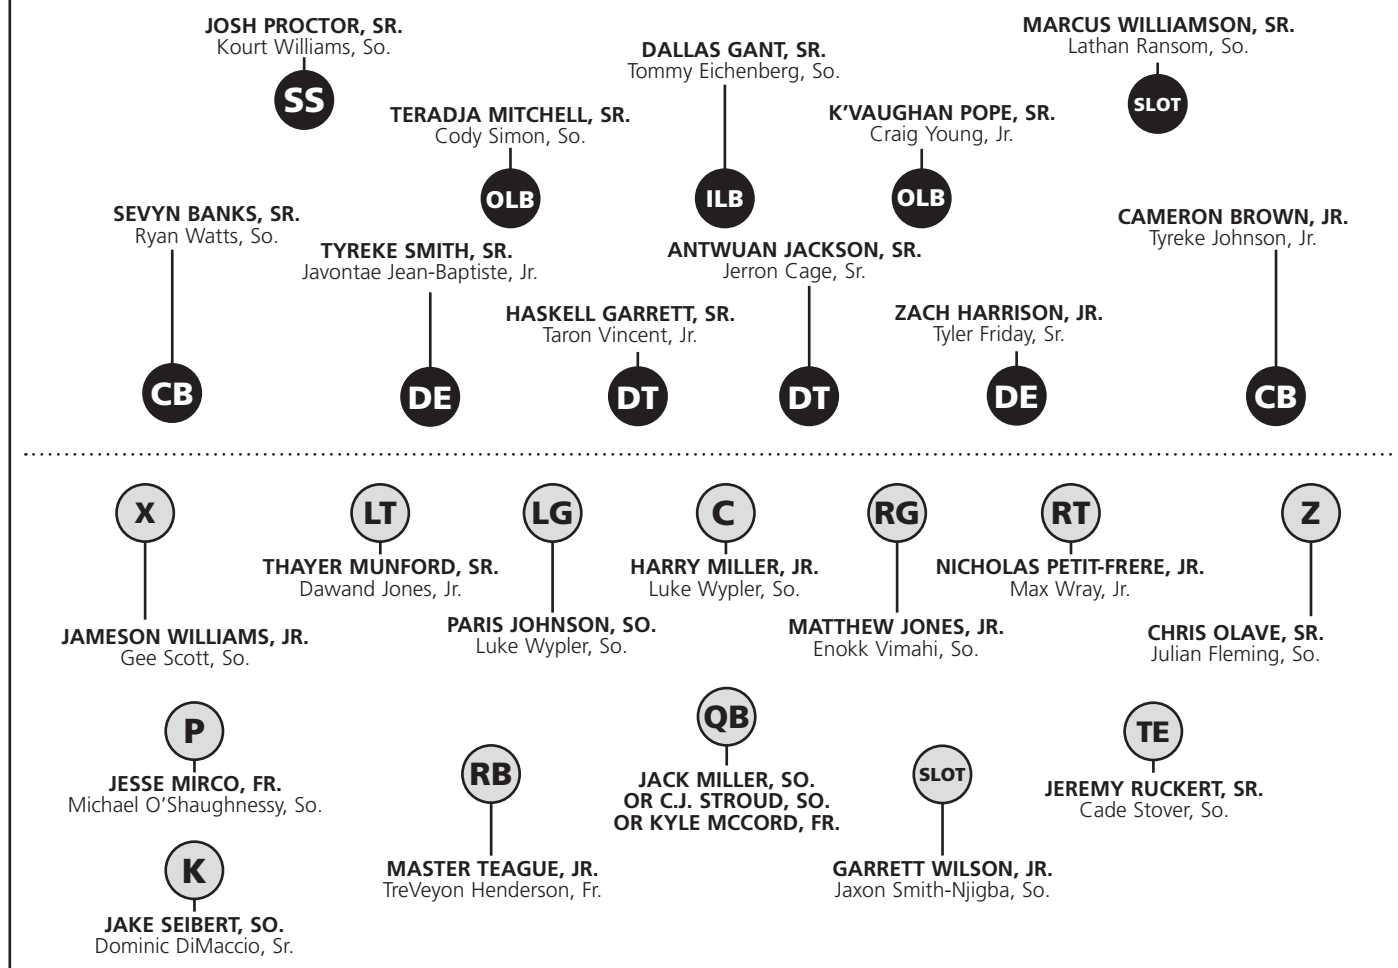 JOSH PROCTOR, SR.
Kourt Williams, So.
SS
DALLAS GANT, SR.
Tommy Eichenberg, So.
ILB
MARCUS WILLIAMSON, SR.
Lathan Ransom, So.
SLOT
TERADJA MITCHELL, SR.
Cody Simon, So.
OLB
K'VAUGHAN POPE, SR.
Craig Young, Jr.
OLB
SEVYN BANKS, SR.
Ryan Watts, So.
CB
TYREKE SMITH, SR.
Javontae Jean-Baptiste, Jr.
DE
HASKELL GARRETT, SR.
Taron Vincent, Jr.
DT
ANTWUAN JACKSON, SR.
Jerron Cage, Sr.
DT
ZACH HARRISON, JR.
Tyler Friday, Sr.
DE
CAMERON BROWN, JR.
Tyreke Johnson, Jr.
CB
X
JAMESON WILLIAMS, JR.
Gee Scott, So.
LT
THAYER MUNFORD, SR.
Dawand Jones, Jr.
LG
PARIS JOHNSON, SO.
Luke Wypler, So.
C
HARRY MILLER, JR.
Luke Wypler, So.
RG
MATTHEW JONES, JR.
Enokk Vimahi, So.
RT
NICHOLAS PETIT-FRERE, JR.
Max Wray, Jr.
Z
CHRIS OLAVE, SR.
Julian Fleming, So.
P
JESSE MIRCO, FR.
Michael O'Shaughnessy, So.
K
JAKE SEIBERT, SO.
Dominic DiMaccio, Sr.
RB
MASTER TEAGUE, JR.
TreVeyon Henderson, Fr.
QB
JACK MILLER, SO.
OR C.J. STROUD, SO.
OR KYLE MCCORD, FR.
SLOT
GARRETT WILSON, JR.
Jaxon Smith-Njigba, So.
TE
JEREMY RUCKERT, SR.
Cade Stover, So.